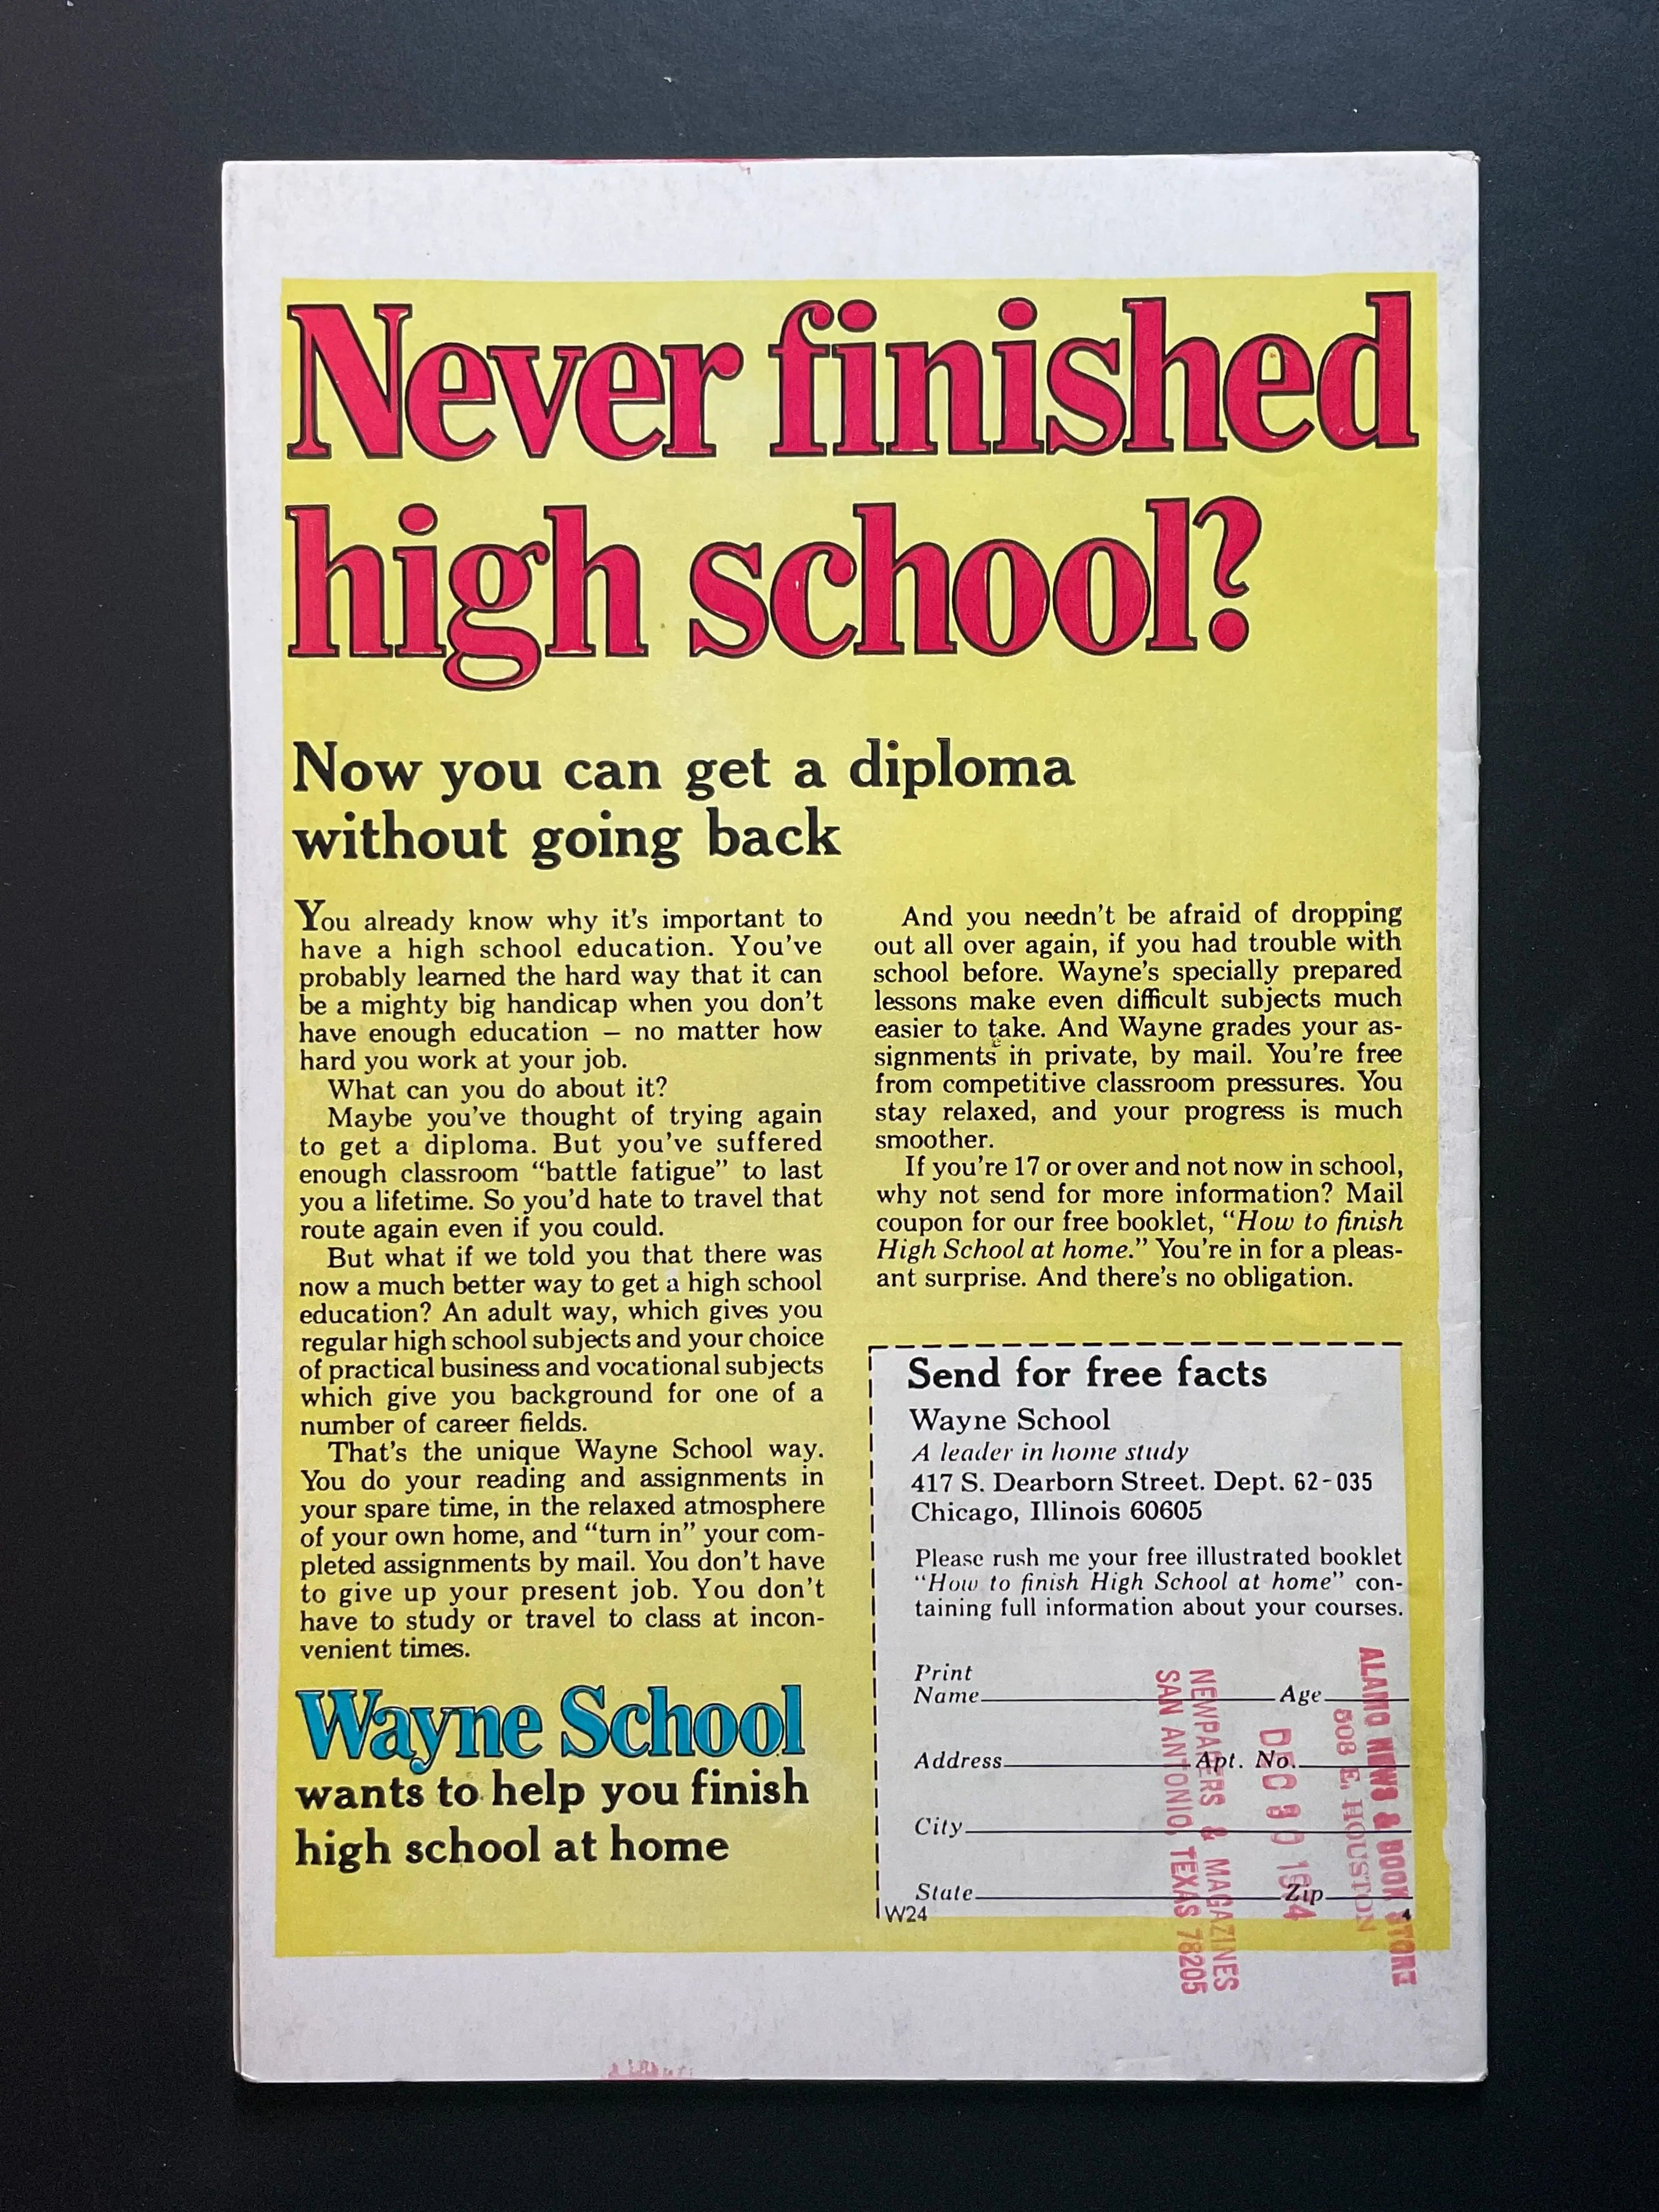 Never finished
high school?
Now you can get a diploma
without going back
You already know why it's important to
have a high school education. You've
probably learned the hard way that it can
be a mighty big handicap when you don't
have enough education — no matter how
hard you work at your job.
What can you do about it?
Maybe you've thought of trying again
to get a diploma. But you've suffered
enough classroom “battle fatigue” to last
you a lifetime. So you'd hate to travel that
route again even if you could.
But what if we told you that there was
now a much better way to get a high school
education? An adult way, which gives you
regular high school subjects and your choice
of practical business and vocational subjects
which give you background for one of a
number of career fields.
That's the unique Wayne School way.
You do your reading and assignments in
your spare time, in the relaxed atmosphere
of your own home, and “turn in” your com-
pleted assignments by mail. You don't have
to give up your present job. You don't
have to study or travel to class at incon-
venient times.
Wayne School
wants to help you finish
high school at home
And you needn't be afraid of dropping
out all over again, if you had trouble with
school before. Wayne's specially prepared
lessons make even difficult subjects much
easier to take. And Wayne grades your as-
signments in private, by mail. You're free
from competitive classroom pressures. You
stay relaxed, and your progress is much
smoother.
If you're 17 or over and not now in school,
why not send for more information? Mail
coupon for our free booklet, “How to finish
High School at home.” You're in for a pleas-
ant surprise. And there's no obligation.
Send for free facts
Wayne School
A leader in home study
417 S. Dearborn Street. Dept. 62-035
Chicago, Illinois 60605
Please rush me your free illustrated booklet
“How to finish High School at home” con-
taining full information about your courses.
Print
Name Age
Address Apt. No.
City
State Zip
W24 4
ALAMO NEWS & BOOK STORE
808 E. HOUSTON
DEC 30
NEWPAPERS & MAGAZINES
SAN ANTONIO, TEXAS 78205